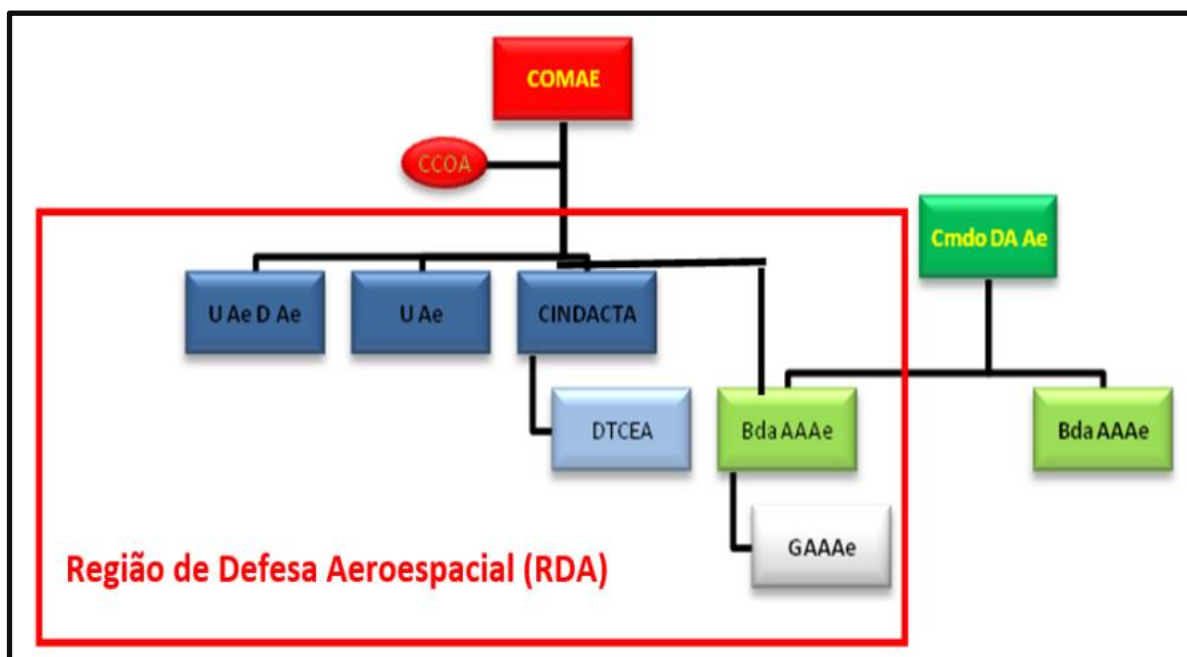 COMAE
CCOA
Cmdo DA Ae
U Ae D Ae
U Ae
CINDACTA
DTCEA
Bda AAAe
Bda AAAe
GAAAe
Região de Defesa Aeroespacial (RDA)